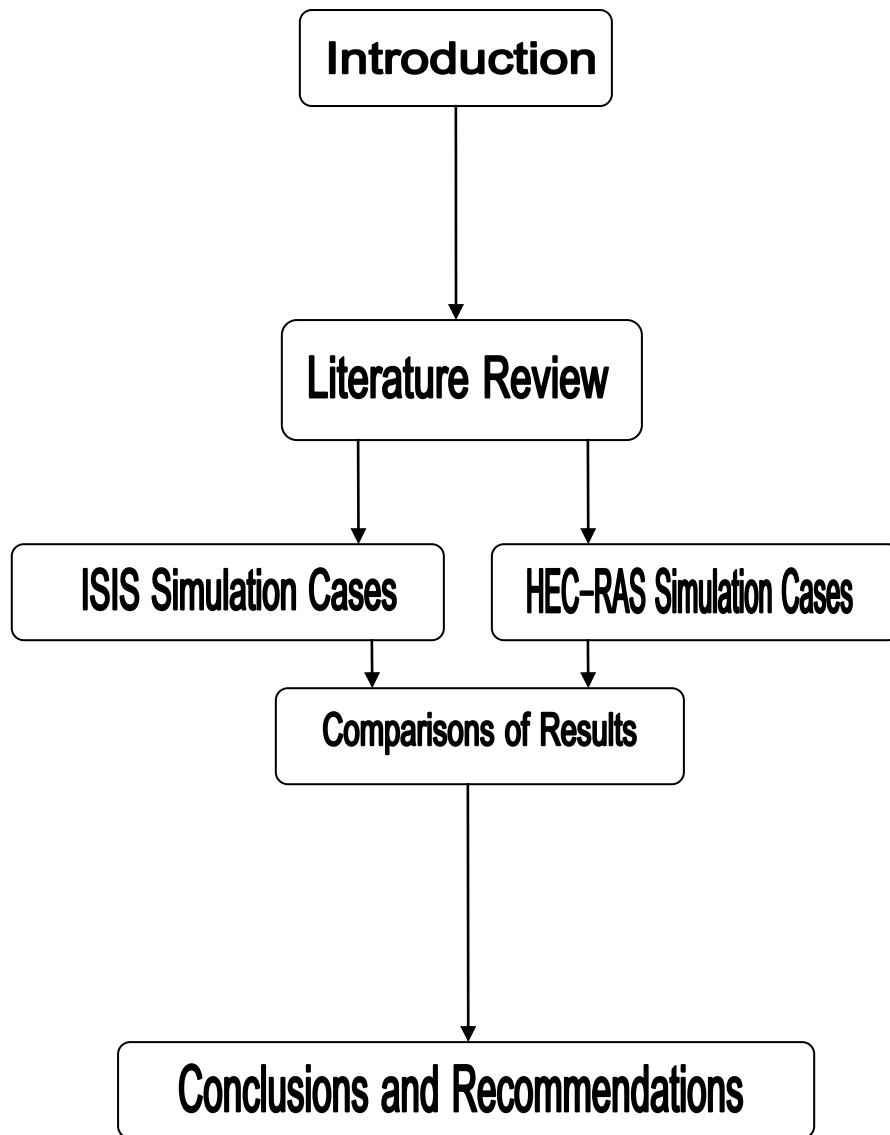 Introduction
Literature Review
ISIS Simulation Cases
HEC-RAS Simulation Cases
Comparisons of Results
Conclusions and Recommendations